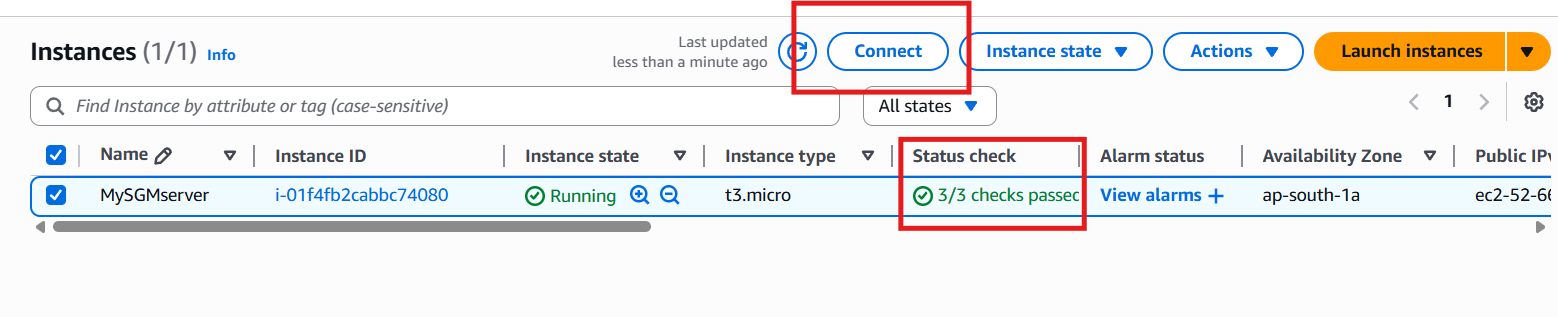 Instances (1/1) Info
Last updated
less than a minute ago
Connect
Instance state
Actions
Launch instances
Find Instance by attribute or tag (case-sensitive)
All states
1
Name Instance ID Instance state Instance type Status check Alarm status Availability Zone Public IPv
MySGMserver i-01f4fb2cabbc74080 Running t3.micro 3/3 checks passed View alarms + ap-south-1a ec2-52-66